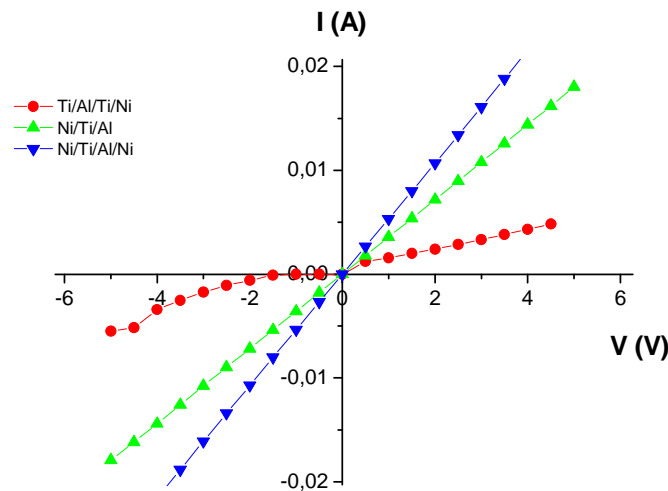 I (A)
0,02
Ti/Al/Ti/Ni
Ni/Ti/Al
Ni/Ti/Al/Ni
0,01
0,00
-6 -4 -2 0 2 4 6
V (V)
-0,01
-0,02